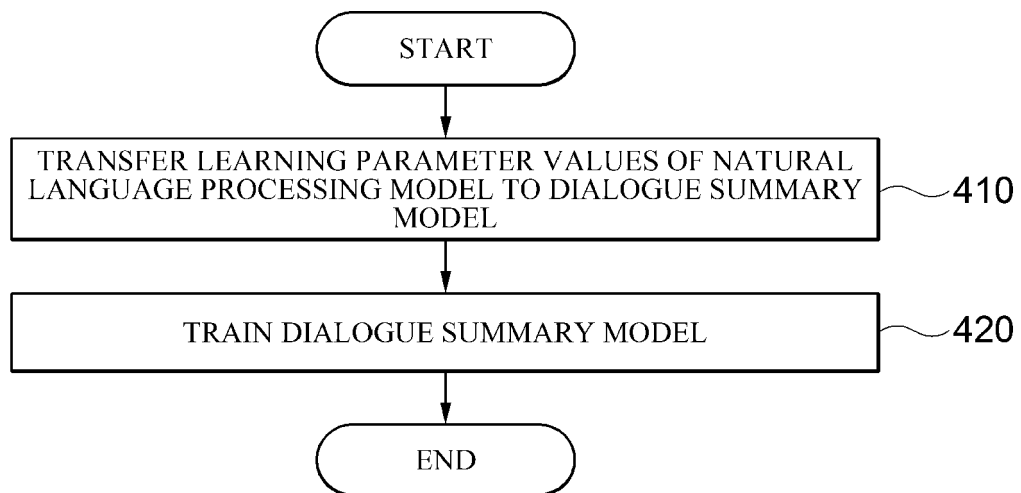 START
TRANSFER LEARNING PARAMETER VALUES OF NATURAL
LANGUAGE PROCESSING MODEL TO DIALOGUE SUMMARY
MODEL
410
TRAIN DIALOGUE SUMMARY MODEL
420
END